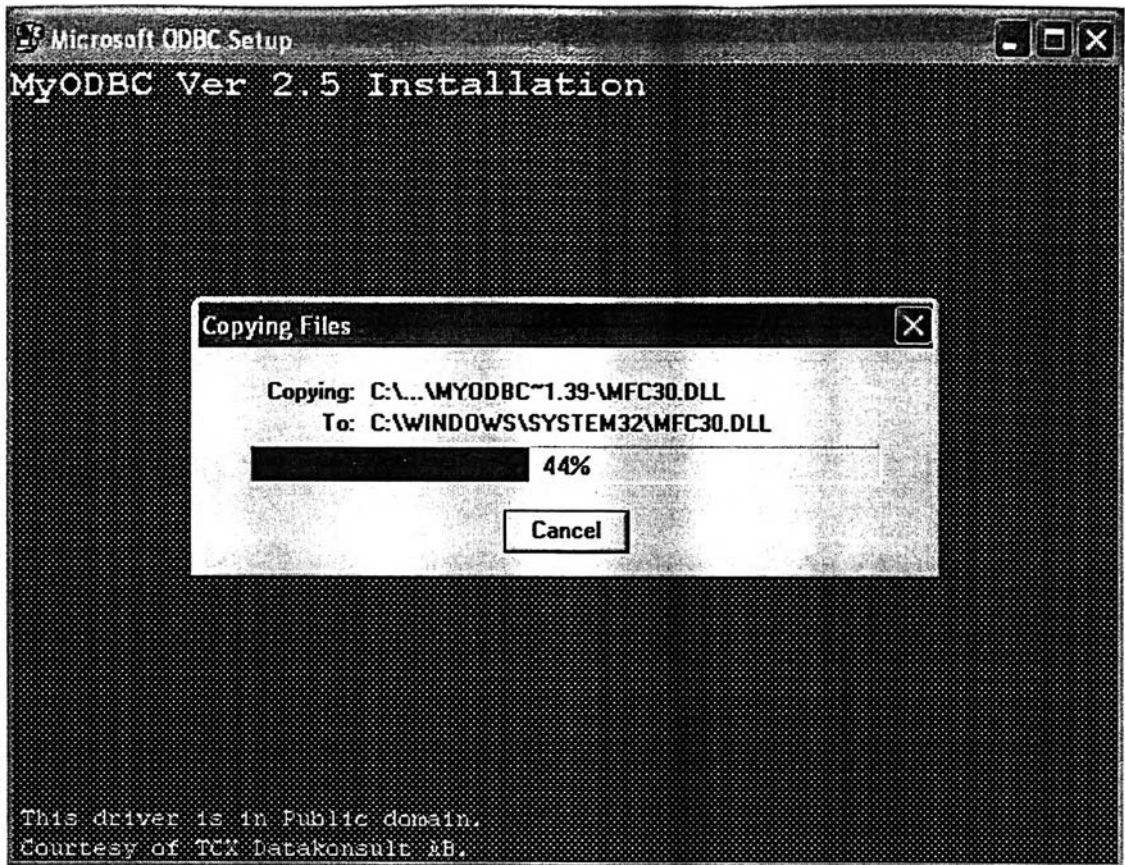 Microsoft ODBC Setup
MyODBC Ver 2.5 Installation
Copying Files
Copying: C:\...\MYODBC~1.39-\MFC30.DLL
To: C:\WINDOWS\SYSTEM32\MFC30.DLL
44%
Cancel
This driver is in Public domain.
Courtesy of TCX Datakonsult AB.